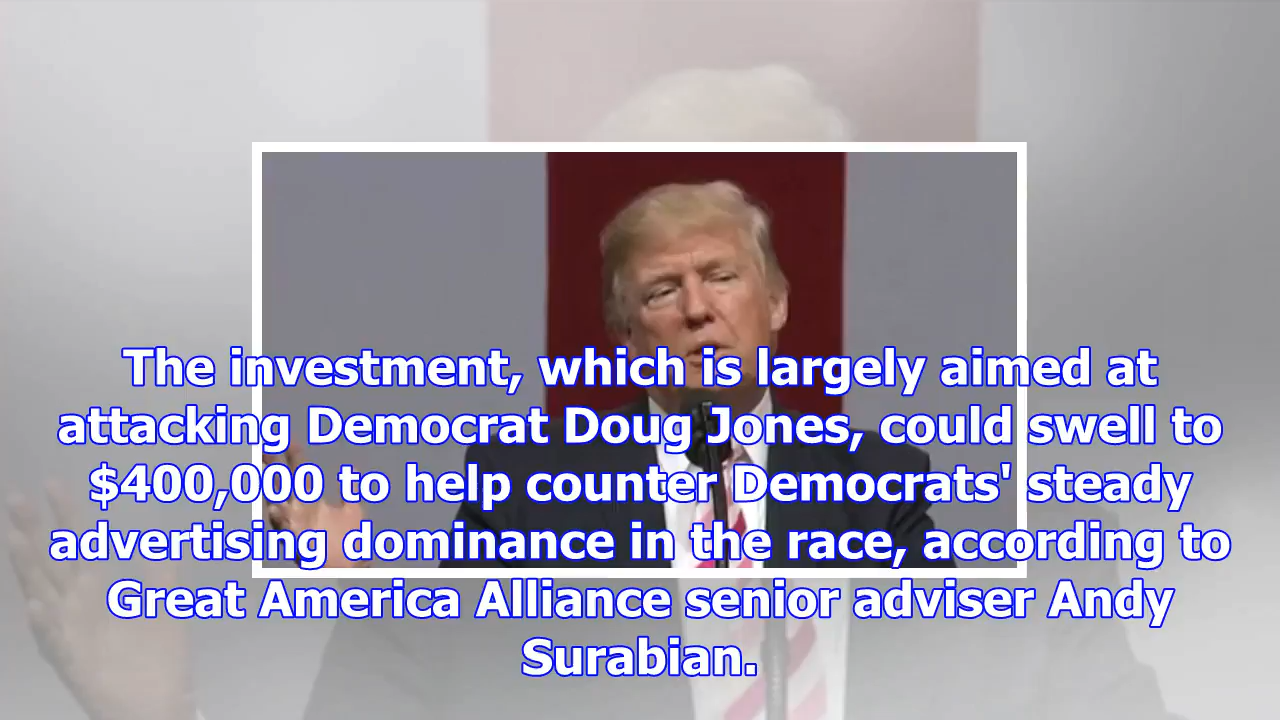 The investment, which is largely aimed at
attacking Democrat Doug Jones, could swell to
$400,000 to help counter Democrats' steady
advertising dominance in the race, according to
Great America Alliance senior adviser Andy
Surabian.